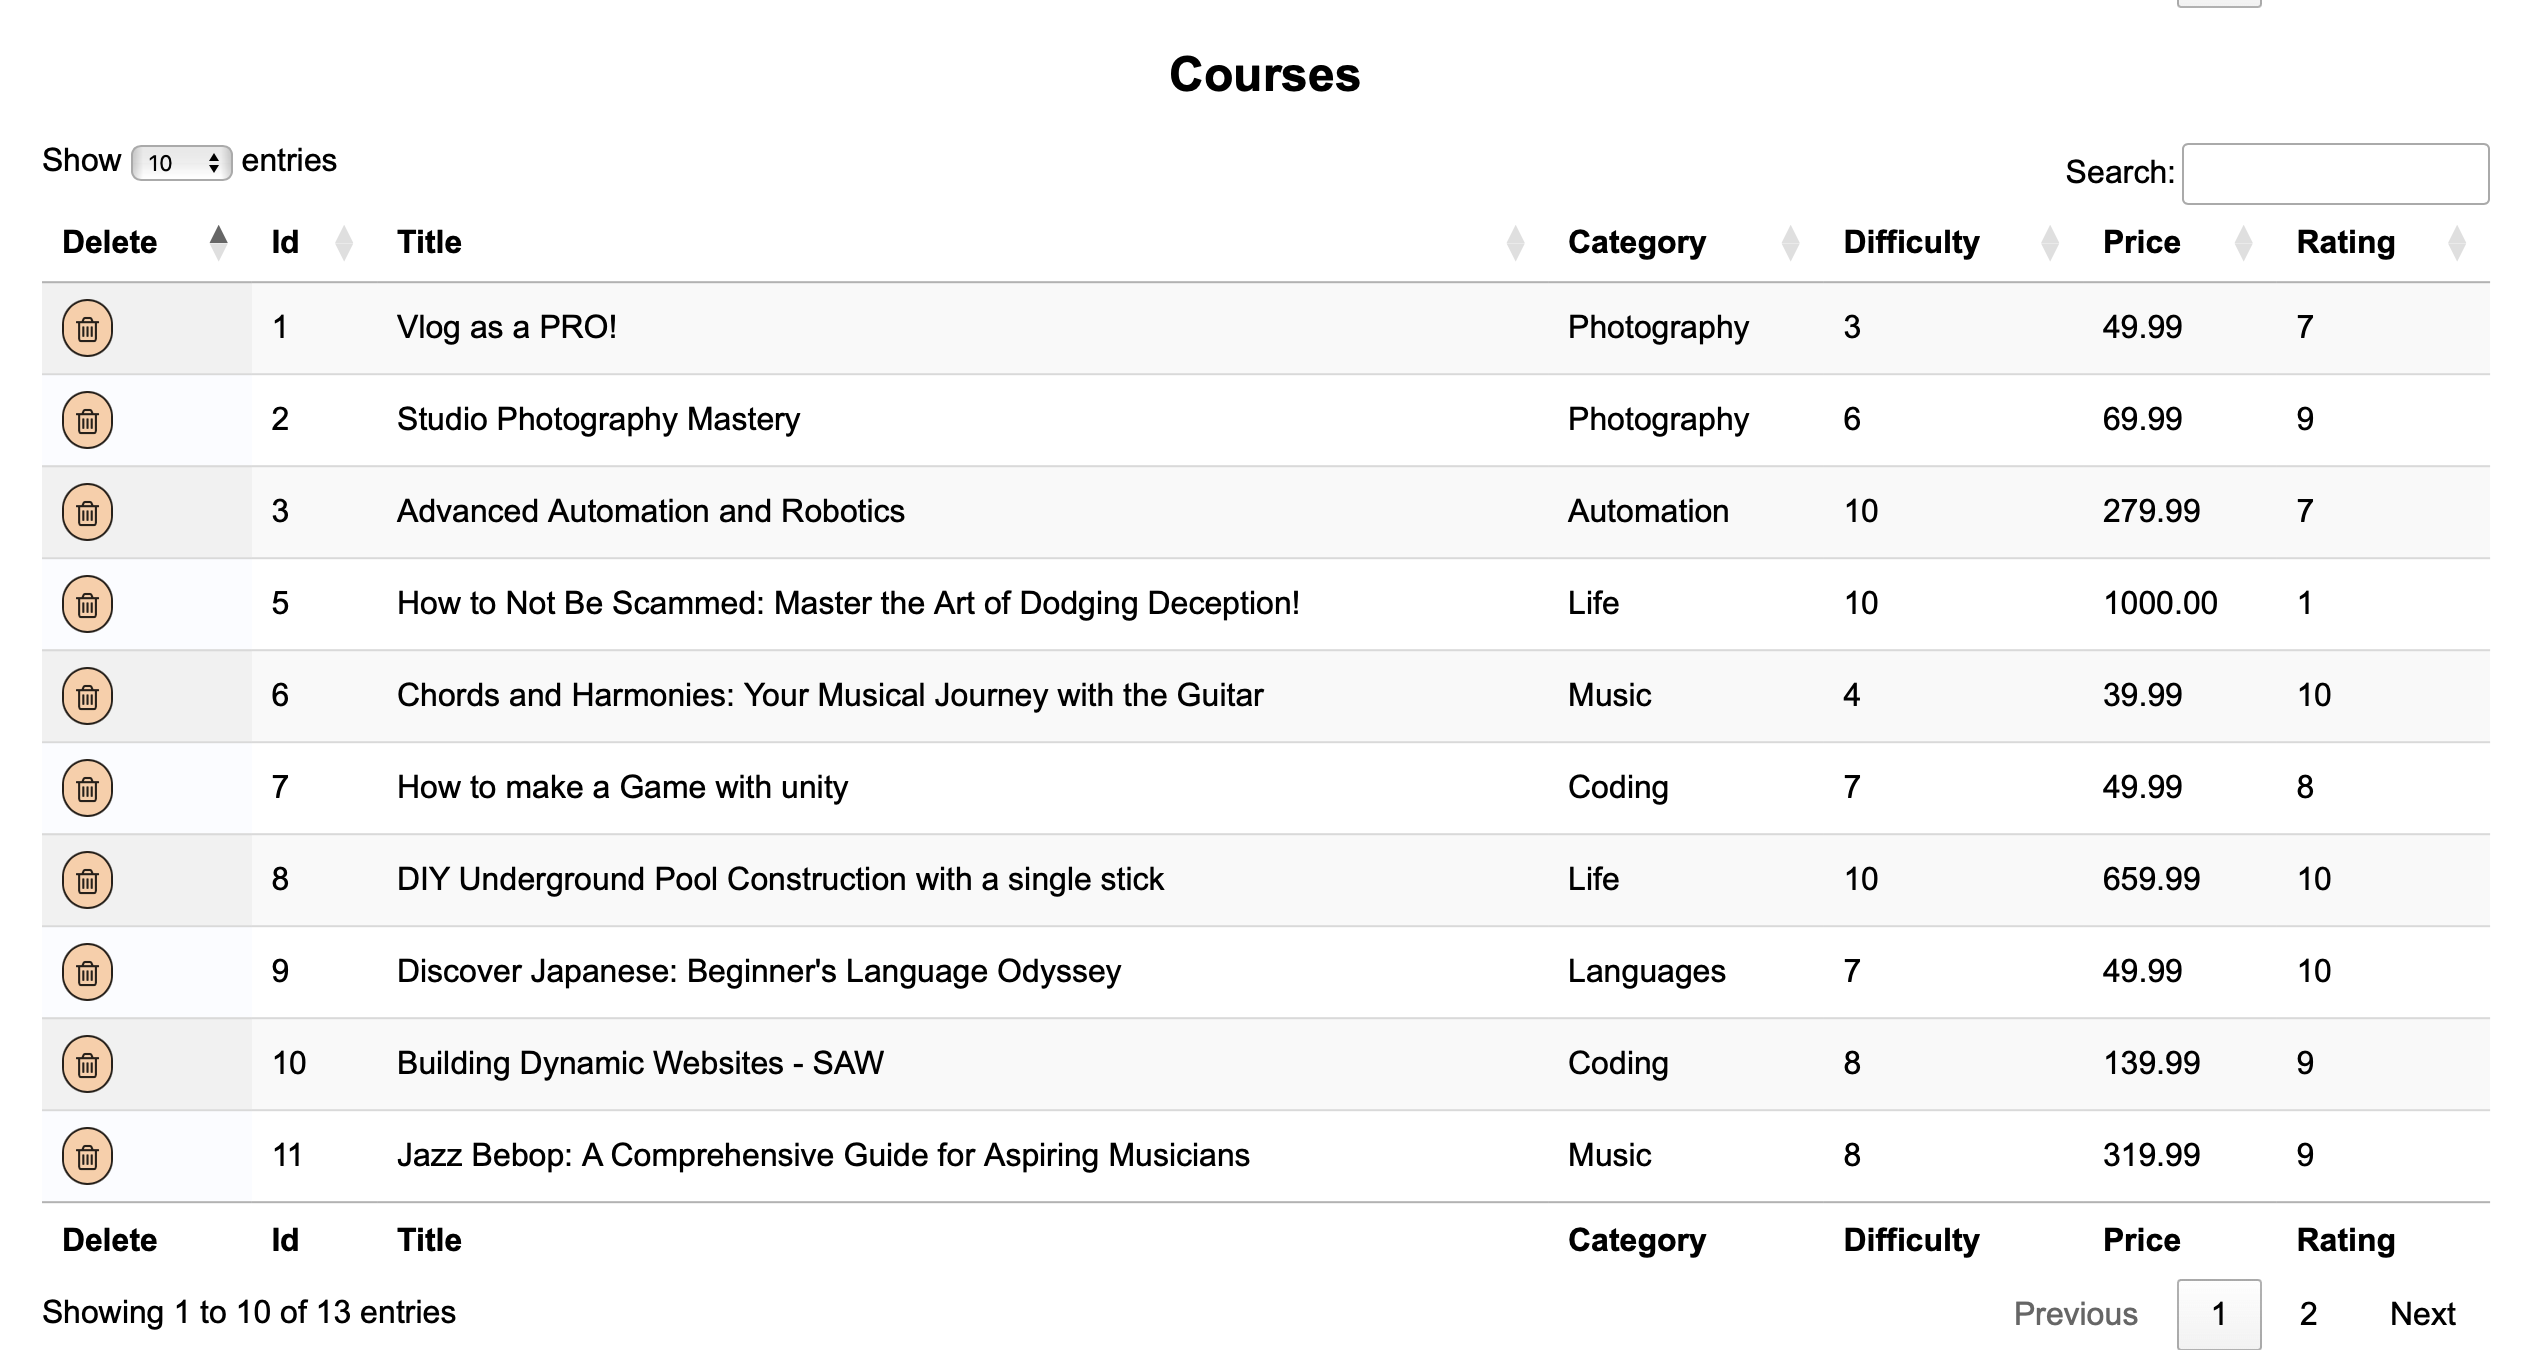 Courses
Show 10 entries
Search:
Delete Id Title Category Difficulty Price Rating
1 Vlog as a PRO! Photography 3 49.99 7
2 Studio Photography Mastery Photography 6 69.99 9
3 Advanced Automation and Robotics Automation 10 279.99 7
5 How to Not Be Scammed: Master the Art of Dodging Deception! Life 10 1000.00 1
6 Chords and Harmonies: Your Musical Journey with the Guitar Music 4 39.99 10
7 How to make a Game with unity Coding 7 49.99 8
8 DIY Underground Pool Construction with a single stick Life 10 659.99 10
9 Discover Japanese: Beginner's Language Odyssey Languages 7 49.99 10
10 Building Dynamic Websites - SAW Coding 8 139.99 9
11 Jazz Bebop: A Comprehensive Guide for Aspiring Musicians Music 8 319.99 9
Delete Id Title Category Difficulty Price Rating
Showing 1 to 10 of 13 entries
Previous 1 2 Next